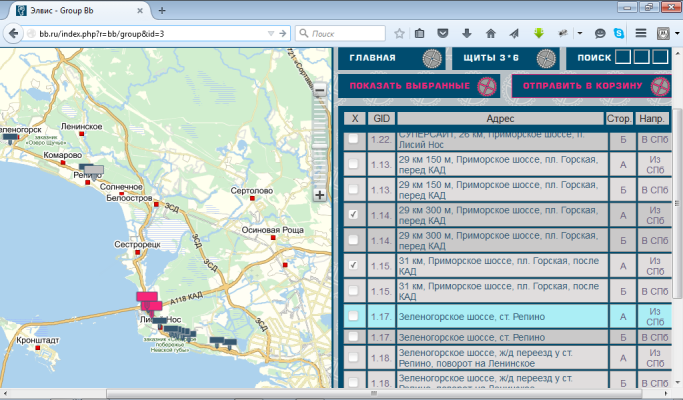 Элвис - Group Bb
bb.ru/index.php?r=bb/group&id=3
Поиск
ГЛАВНАЯ
ЩИТЫ 3*6
ПОИСК
ПОКАЗАТЬ ВЫБРАННЫЕ
ОТПРАВИТЬ В КОРЗИНУ
X GID Адрес Стор. Напр.
1.22. СУПЕРСАЙТ, 26 км, Приморское шоссе, п. Лисий Нос Б В СПб
1.13. 29 км 150 м, Приморское шоссе, пл. Горская, А Из
перед КАД СПб
1.13. 29 км 150 м, Приморское шоссе, пл. Горская, Б В СПб
перед КАД
1.14. 29 км 300 м, Приморское шоссе, пл. Горская, А Из
перед КАД СПб
1.14. 29 км 300 м, Приморское шоссе, пл. Горская, Б В СПб
перед КАД
1.15. 31 км, Приморское шоссе, пл. Горская, после А Из
КАД СПб
1.15. 31 км, Приморское шоссе, пл. Горская, после Б В СПб
КАД
1.17. Зеленогорское шоссе, ст. Репино А Из
СПб
1.17. Зеленогорское шоссе, ст. Репино Б В СПб
1.18. Зеленогорское шоссе, ж/д переезд у ст. А Из
Репино, поворот на Ленинское СПб
1.18. Зеленогорское шоссе, ж/д переезд у ст. Б В СПб
Репино, поворот на Ленинское
Ленинское
заказник
«Озеро Щучье»
Комарово
Репино
Солнечное
Белоостров
Сертолово
ЗСД
Осиновая Роща
ЗСД
Сестрорецк
ЗСД
А118 КАД
Лисий Нос
ЗСД
Кронштадт